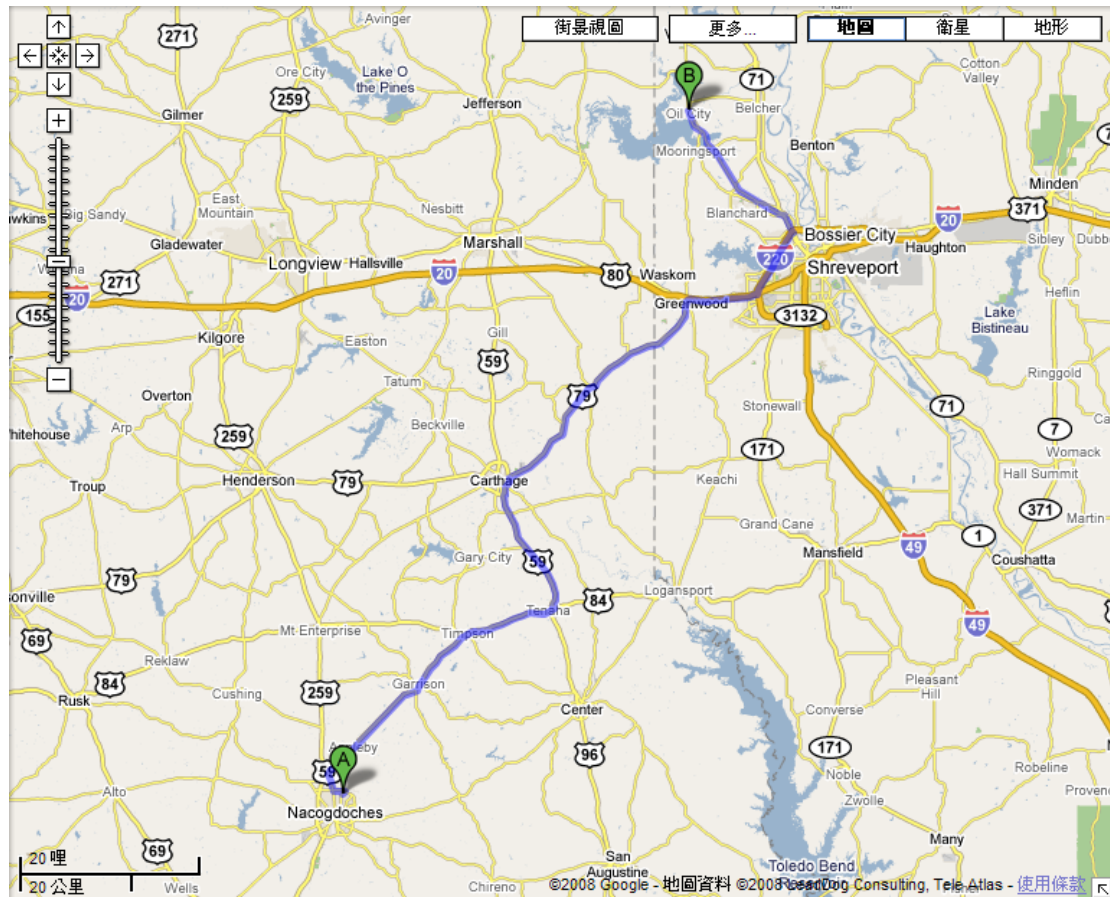 街景視圖 更多... 地圖 衛星 地形
Avinger
271
Ore City
Lake O
the Pines
259
Gilmer
Jefferson
B
71
Oil City
Belcher
Cotton
Valley
Mooringsport
Benton
Minden
East
Mountain
Big Sandy
Nesbitt
Blanchard
371
20
Gladewater
Marshall
Bossier City
Haughton
Sibley
Longview
Hallsville
20
80
Waskom
220
Shreveport
271
20
155
Greenwood
3132
Heflin
Lake
Bistineau
Kilgore
Easton
Gill
59
Tatum
79
Ringgold
Overton
Arp
Beckville
Stonewall
71
259
171
7
Womack
Troup
Henderson
79
Carthage
Keachi
Hall Summit
371
Martin
Grand Cane
1
Gary City
59
Mansfield
49
Coushatta
79
84
Logansport
Tenaha
69
Mt Enterprise
Timpson
49
Reklaw
84
Rusk
Cushing
259
Garrison
Pleasant
Hill
Center
Converse
96
171
Appleby
A
59
Noble
Robeline
Alto
Nacogdoches
Zwolle
69
Many
20 哩
San
Augustine
Toledo Bend
20 公里
Wells
Chireno
©2008 Google - 地圖資料 ©2008 LeadDog Consulting, Tele Atlas - 使用條款